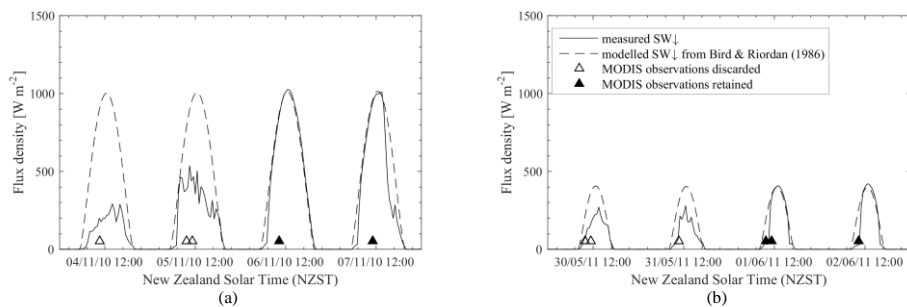 (a)
1500
1000
500
0
Flux density [W m-2]
04/11/10 12:00 05/11/10 12:00 06/11/10 12:00 07/11/10 12:00
New Zealand Solar Time (NZST)
(a)
(b)
1500
1000
500
0
Flux density [W m-2]
measured SW↓
modelled SW↓ from Bird & Riordan (1986)
MODIS observations discarded
MODIS observations retained
30/05/11 12:00 31/05/11 12:00 01/06/11 12:00 02/06/11 12:00
New Zealand Solar Time (NZST)
(b)